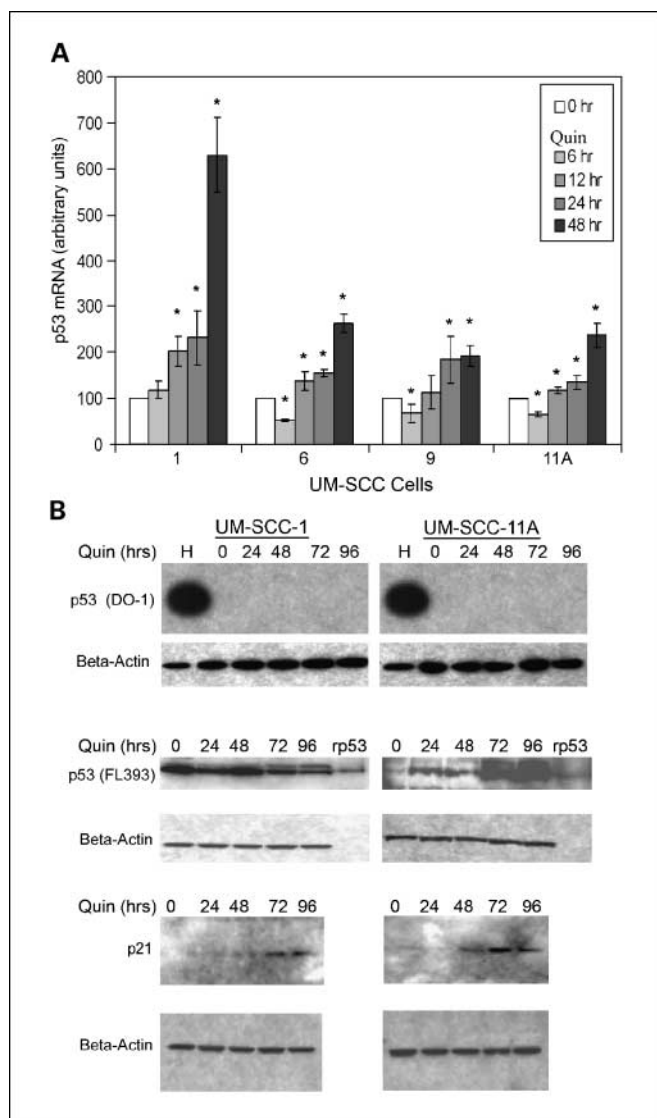 A
800
700
600
500
400
300
200
100
0
p53 mRNA (arbitrary units)
* * * * * * * * * * * * * *
0 hr
Quin
6 hr
12 hr
24 hr
48 hr
1 6 9 11A
UM-SCC Cells
B
UM-SCC-1 UM-SCC-11A
Quin (hrs) H 0 24 48 72 96 H 0 24 48 72 96
p53 (DO-1)
Beta-Actin
Quin (hrs) 0 24 48 72 96 rp53 0 24 48 72 96 rp53
p53 (FL393)
Beta-Actin
Quin (hrs) 0 24 48 72 96 0 24 48 72 96
p21
Beta-Actin